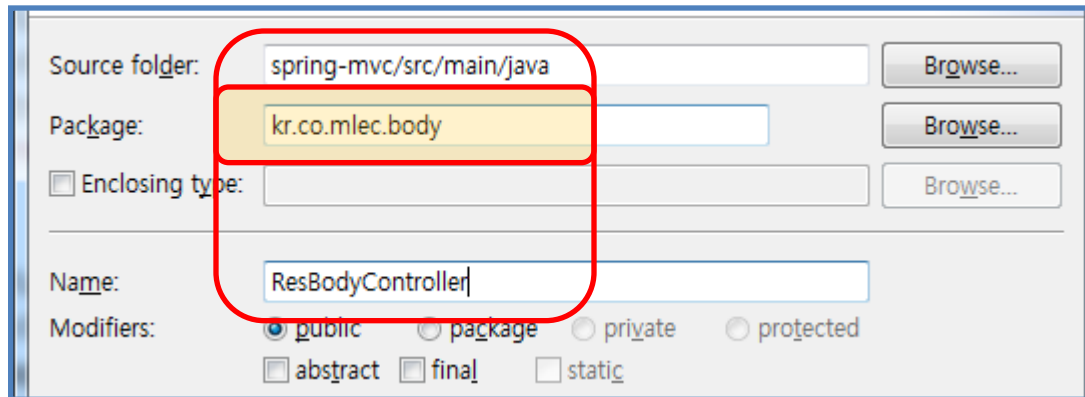 Source folder: spring-mvc/src/main/java Browse...
Package: kr.co.mlec.body Browse...
Enclosing type: Browse...
Name: ResBodyController
Modifiers: public package private protected
abstract final static